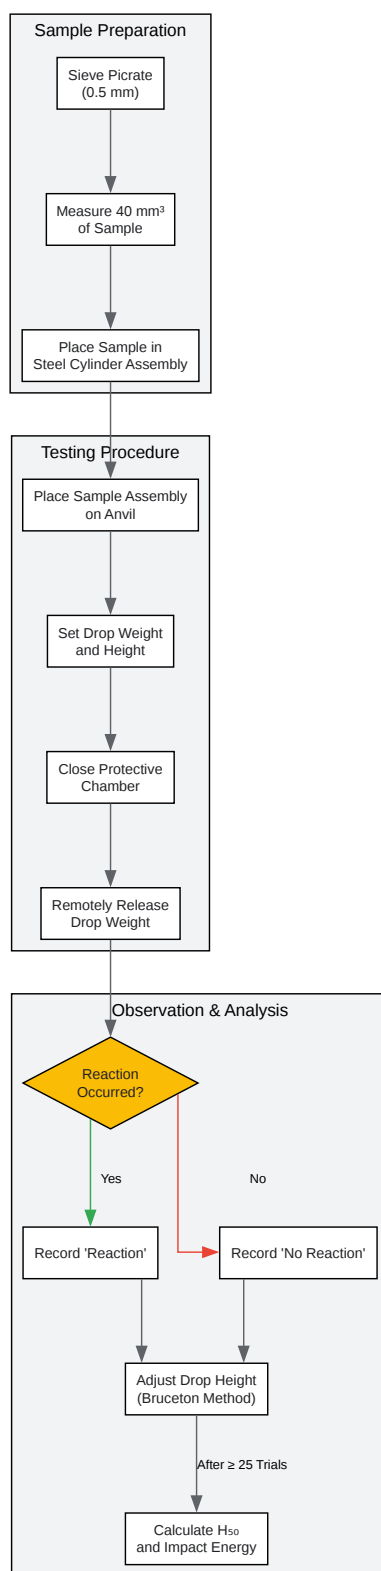 Sample Preparation
Sieve Picrate
(0.5 mm)
Measure 40 mm³
of Sample
Place Sample in
Steel Cylinder Assembly
Testing Procedure
Place Sample Assembly
on Anvil
Set Drop Weight
and Height
Close Protective
Chamber
Remotely Release
Drop Weight
Observation & Analysis
Reaction
Occurred?
Yes
No
Record 'Reaction'
Record 'No Reaction'
Adjust Drop Height
(Bruceton Method)
After ≥ 25 Trials
Calculate H₅₀
and Impact Energy